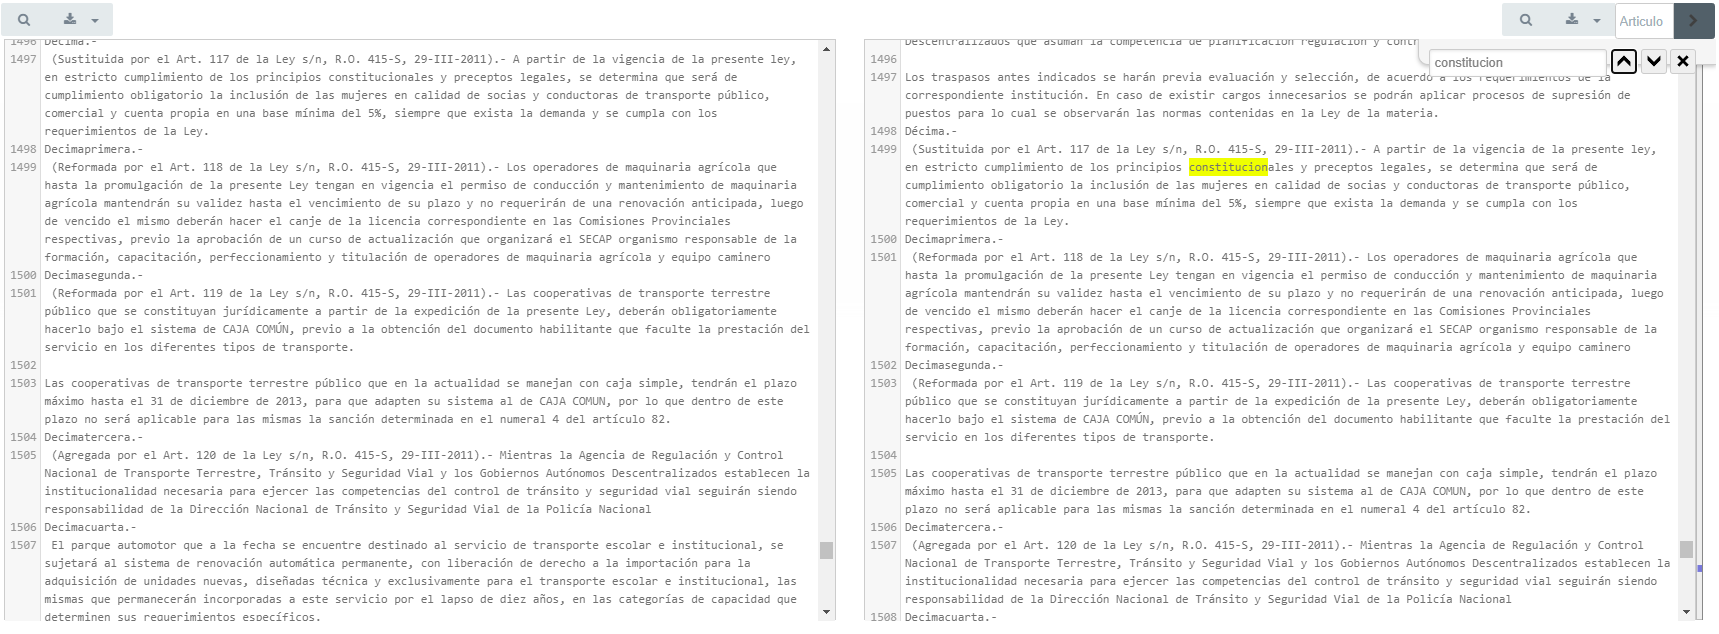 1496 Décima.-
1497 (Sustituida por el Art. 117 de la Ley s/n, R.O. 415-S, 29-III-2011).- A partir de la vigencia de la presente ley,
en estricto cumplimiento de los principios constitucionales y preceptos legales, se determina que será de
cumplimiento obligatorio la inclusión de las mujeres en calidad de socias y conductoras de transporte público,
comercial y cuenta propia en una base mínima del 5%, siempre que exista la demanda y se cumpla con los
requerimientos de la Ley.
1498 Decimaprimera.-
1499 (Reformada por el Art. 118 de la Ley s/n, R.O. 415-S, 29-III-2011).- Los operadores de maquinaria agrícola que
hasta la promulgación de la presente Ley tengan en vigencia el permiso de conducción y mantenimiento de maquinaria
agrícola mantendrán su validez hasta el vencimiento de su plazo y no requerirán de una renovación anticipada, luego
de vencido el mismo deberán hacer el canje de la licencia correspondiente en las Comisiones Provinciales
respectivas, previo la aprobación de un curso de actualización que organizará el SECAP organismo responsable de la
formación, capacitación, perfeccionamiento y titulación de operadores de maquinaria agrícola y equipo caminero
1500 Decimasegunda.-
1501 (Reformada por el Art. 119 de la Ley s/n, R.O. 415-S, 29-III-2011).- Las cooperativas de transporte terrestre
público que se constituyan jurídicamente a partir de la expedición de la presente Ley, deberán obligatoriamente
hacerlo bajo el sistema de CAJA COMÚN, previo a la obtención del documento habilitante que faculte la prestación del
servicio en los diferentes tipos de transporte.
1502
1503 Las cooperativas de transporte terrestre público que en la actualidad se manejan con caja simple, tendrán el plazo
máximo hasta el 31 de diciembre de 2013, para que adapten su sistema al de CAJA COMUN, por lo que dentro de este
plazo no será aplicable para las mismas la sanción determinada en el numeral 4 del artículo 82.
1504 Decimatercera.-
1505 (Agregada por el Art. 120 de la Ley s/n, R.O. 415-S, 29-III-2011).- Mientras la Agencia de Regulación y Control
Nacional de Transporte Terrestre, Tránsito y Seguridad Vial y los Gobiernos Autónomos Descentralizados establecen la
institucionalidad necesaria para ejercer las competencias del control de tránsito y seguridad vial seguirán siendo
responsabilidad de la Dirección Nacional de Tránsito y Seguridad Vial de la Policía Nacional
1506 Decimacuarta.-
1507 El parque automotor que a la fecha se encuentre destinado al servicio de transporte escolar e institucional, se
sujetará al sistema de renovación automática permanente, con liberación de derecho a la importación para la
adquisición de unidades nuevas, diseñadas técnica y exclusivamente para el transporte escolar e institucional, las
mismas que permanecerán incorporadas a este servicio por el lapso de diez años, en las categorías de capacidad que
determinen sus requerimientos específicos.
Articulo
constitucion
Descentralizados que asuman la competencia de planificación regulación y contr
1496
1497 Los traspasos antes indicados se harán previa evaluación y selección, de acuerdo a los requerimientos de la
correspondiente institución. En caso de existir cargos innecesarios se podrán aplicar procesos de supresión de
puestos para lo cual se observarán las normas contenidas en la Ley de la materia.
1498 Décima.-
1499 (Sustituida por el Art. 117 de la Ley s/n, R.O. 415-S, 29-III-2011).- A partir de la vigencia de la presente ley,
en estricto cumplimiento de los principios constitucionales y preceptos legales, se determina que será de
cumplimiento obligatorio la inclusión de las mujeres en calidad de socias y conductoras de transporte público,
comercial y cuenta propia en una base mínima del 5%, siempre que exista la demanda y se cumpla con los
requerimientos de la Ley.
1500 Decimaprimera.-
1501 (Reformada por el Art. 118 de la Ley s/n, R.O. 415-S, 29-III-2011).- Los operadores de maquinaria agrícola que
hasta la promulgación de la presente Ley tengan en vigencia el permiso de conducción y mantenimiento de maquinaria
agrícola mantendrán su validez hasta el vencimiento de su plazo y no requerirán de una renovación anticipada, luego
de vencido el mismo deberán hacer el canje de la licencia correspondiente en las Comisiones Provinciales
respectivas, previo la aprobación de un curso de actualización que organizará el SECAP organismo responsable de la
formación, capacitación, perfeccionamiento y titulación de operadores de maquinaria agrícola y equipo caminero
1502 Decimasegunda.-
1503 (Reformada por el Art. 119 de la Ley s/n, R.O. 415-S, 29-III-2011).- Las cooperativas de transporte terrestre
público que se constituyan jurídicamente a partir de la expedición de la presente Ley, deberán obligatoriamente
hacerlo bajo el sistema de CAJA COMÚN, previo a la obtención del documento habilitante que faculte la prestación del
servicio en los diferentes tipos de transporte.
1504
1505 Las cooperativas de transporte terrestre público que en la actualidad se manejan con caja simple, tendrán el plazo
máximo hasta el 31 de diciembre de 2013, para que adapten su sistema al de CAJA COMUN, por lo que dentro de este
plazo no será aplicable para las mismas la sanción determinada en el numeral 4 del artículo 82.
1506 Decimatercera.-
1507 (Agregada por el Art. 120 de la Ley s/n, R.O. 415-S, 29-III-2011).- Mientras la Agencia de Regulación y Control
Nacional de Transporte Terrestre, Tránsito y Seguridad Vial y los Gobiernos Autónomos Descentralizados establecen la
institucionalidad necesaria para ejercer las competencias del control de tránsito y seguridad vial seguirán siendo
responsabilidad de la Dirección Nacional de Tránsito y Seguridad Vial de la Policía Nacional
1508 Decimacuarta.-